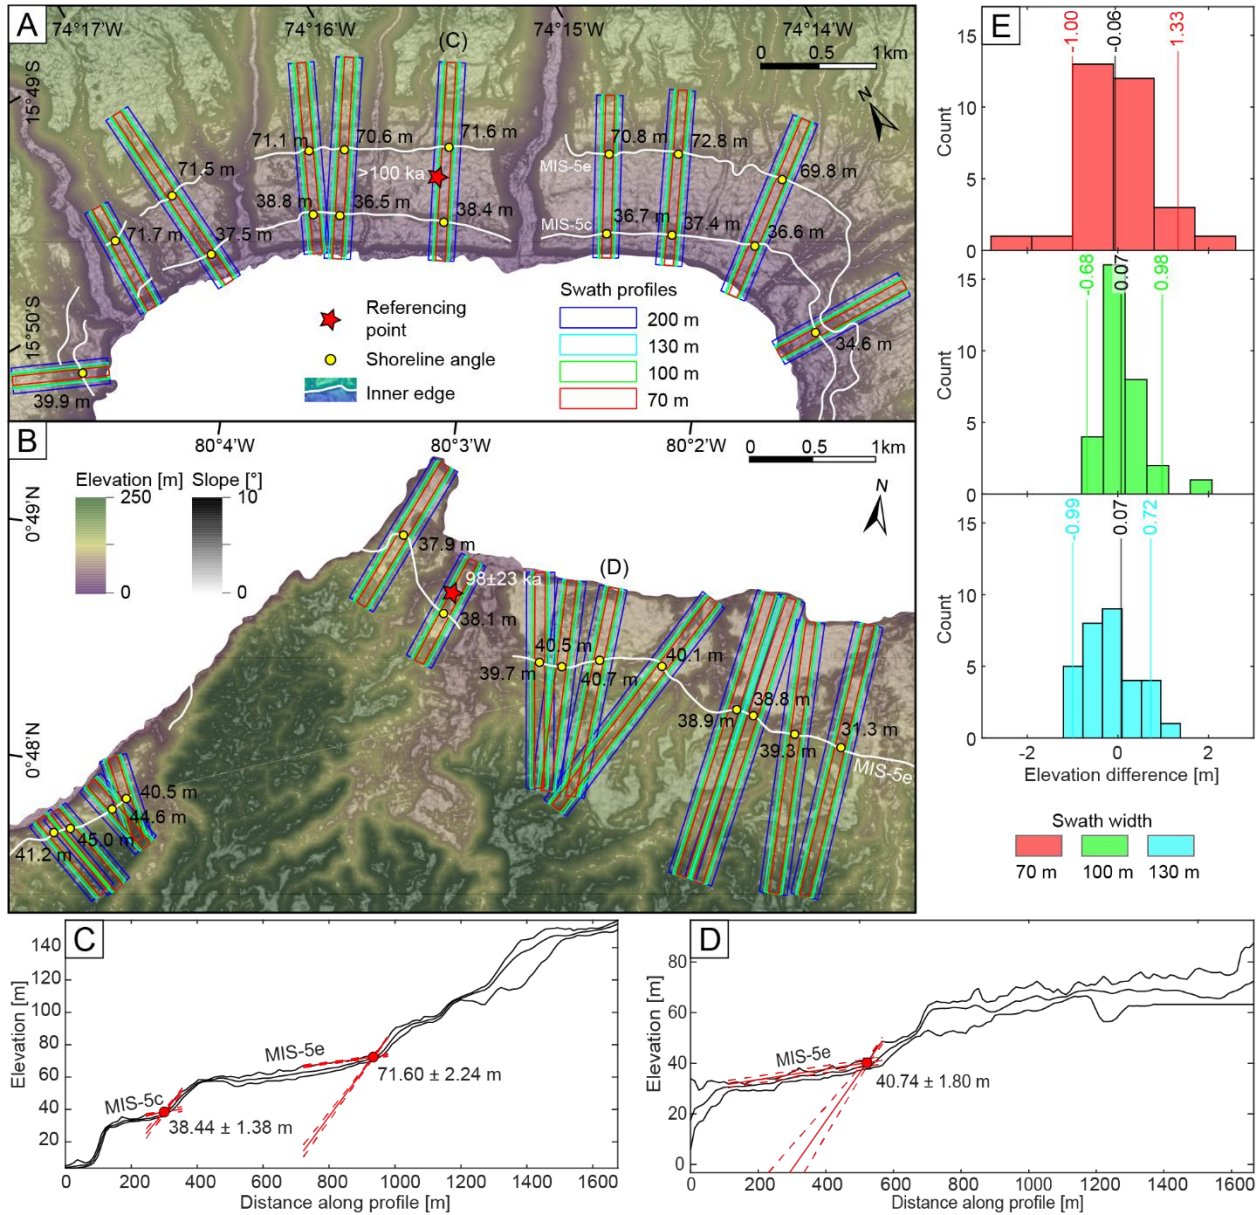 A
74°17'W
74°16'W
(C)
74°15'W
74°14'W
0 0.5 1km
N
15°49'S
15°50'S
71.1 m
70.6 m
71.6 m
70.8 m
72.8 m
69.8 m
71.5 m
>100 ka
MIS-5e
38.8 m
36.5 m
38.4 m
36.7 m
37.4 m
36.6 m
MIS-5c
71.7 m
37.5 m
34.6 m
39.9 m
Referencing
point
Shoreline angle
Inner edge
Swath profiles
200 m
130 m
100 m
70 m
B
80°4'W
80°3'W
80°2'W
0 0.5 1km
N
Elevation [m]
250
0
Slope [°]
10
0
0°49'N
0°48'N
37.9 m
98±23 ka
38.1 m
(D)
40.5 m
39.7 m
40.7 m
40.1 m
38.9 m
38.8 m
39.3 m
31.3 m
MIS-5e
40.5 m
44.6 m
45.0 m
41.2 m
C
Elevation [m]
140
120
100
80
60
40
20
MIS-5e
71.60 ± 2.24 m
MIS-5c
38.44 ± 1.38 m
0 200 400 600 800 1000 1200 1400 1600
Distance along profile [m]
D
Elevation [m]
80
60
40
20
0
MIS-5e
40.74 ± 1.80 m
0 200 400 600 800 1000 1200 1400 1600
Distance along profile [m]
E
-1.00
-0.06
1.33
Count
15
10
5
0
-0.68
0.07
0.98
Count
15
10
5
0
-0.99
0.07
0.72
Count
15
10
5
0
-2 0 2
Elevation difference [m]
Swath width
70 m 100 m 130 m